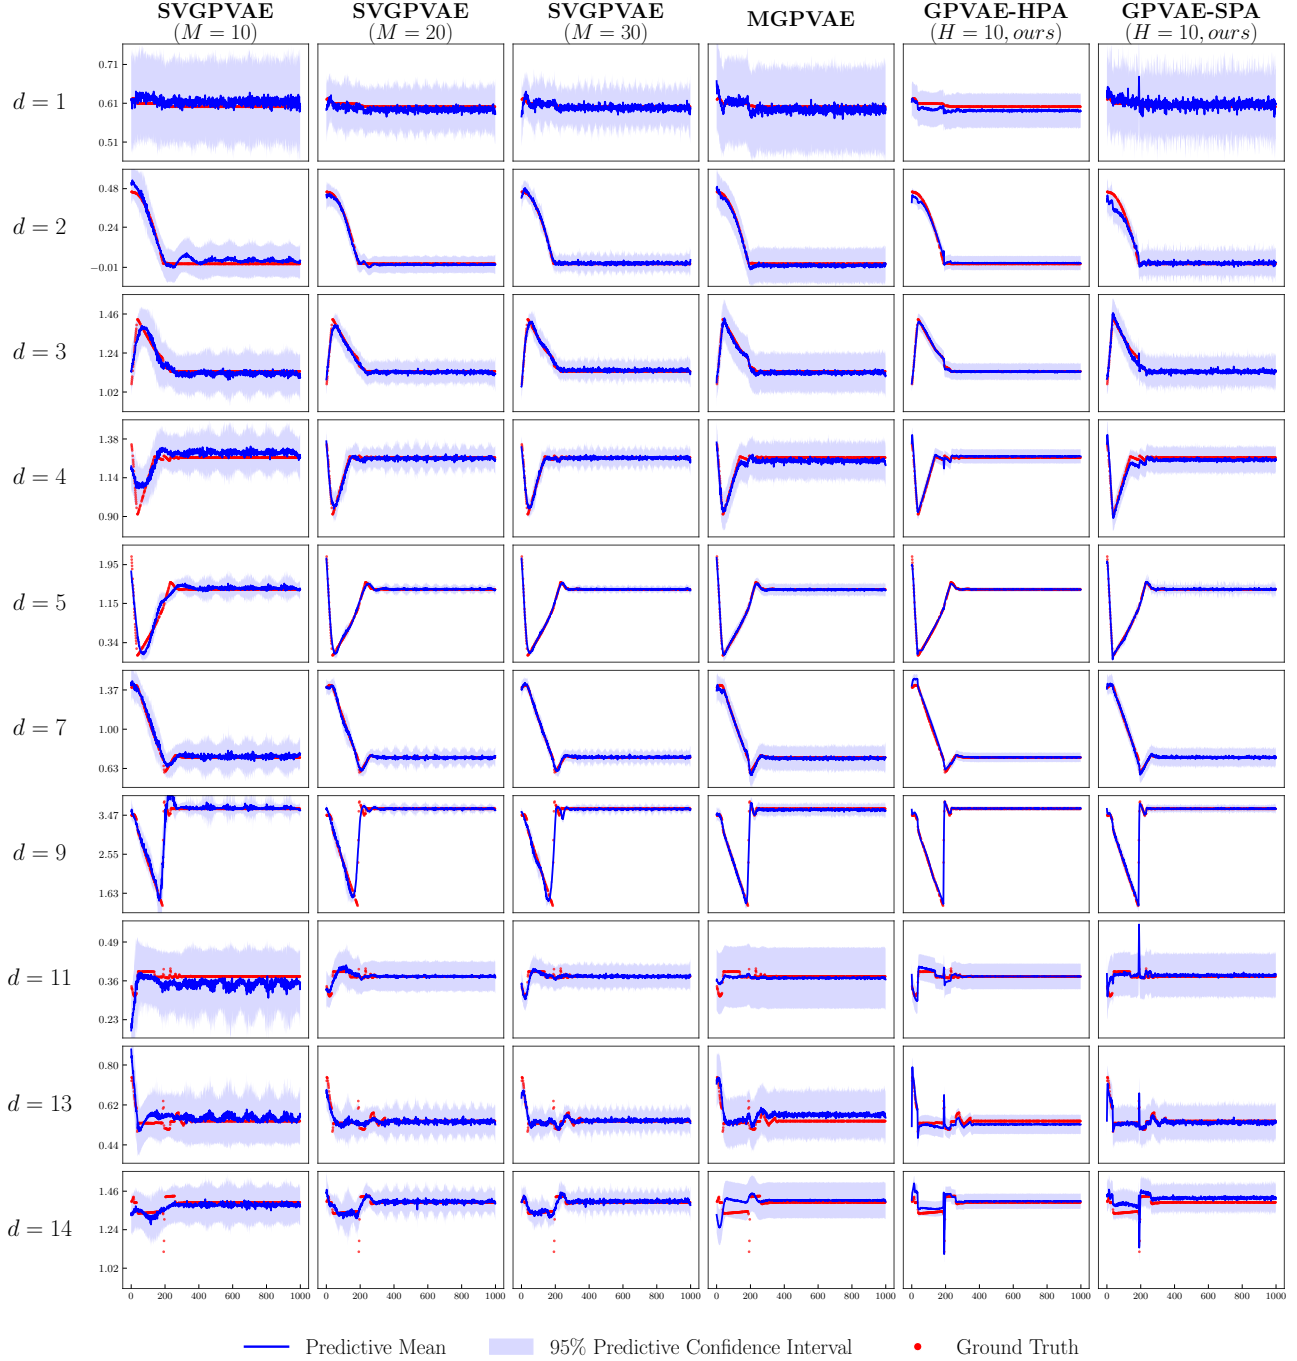 SVGPVAE SVGPVAE SVGPVAE MGPVAE GPVAE-HPA GPVAE-SPA
(M = 10) (M = 20) (M = 30) (H = 10, ours) (H = 10, ours)
d = 1
0.71
0.61
0.51
d = 2
0.48
0.24
−0.01
d = 3
1.46
1.24
1.02
d = 4
1.38
1.14
0.90
d = 5
1.95
1.15
0.34
d = 7
1.37
1.00
0.63
d = 9
3.47
2.55
1.63
d = 11
0.49
0.36
0.23
d = 13
0.80
0.62
0.44
d = 14
1.46
1.24
1.02
0 200 400 600 800 1000 0 200 400 600 800 1000 0 200 400 600 800 1000 0 200 400 600 800 1000 0 200 400 600 800 1000 0 200 400 600 800 1000
Predictive Mean 95% Predictive Confidence Interval Ground Truth